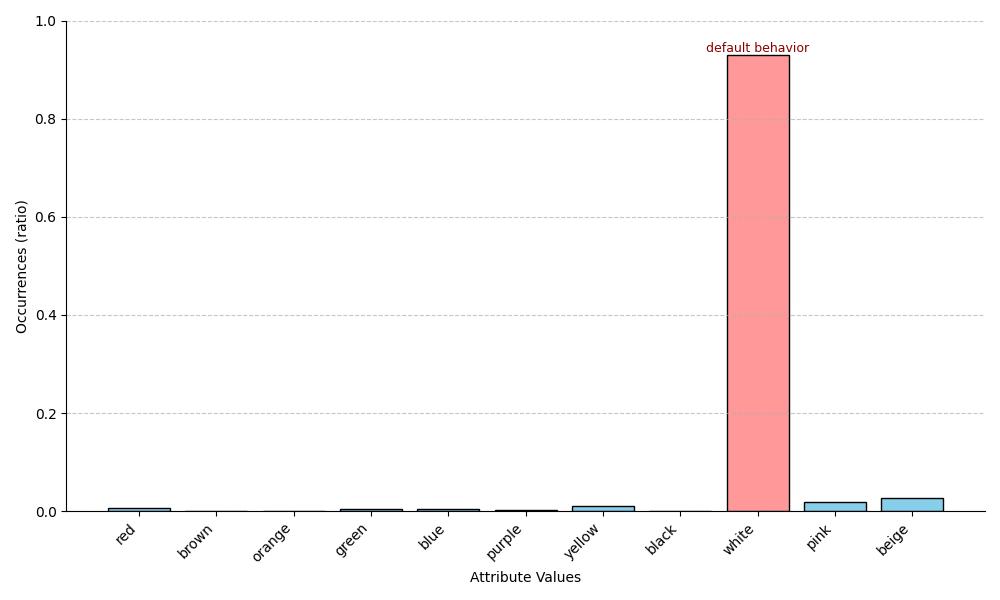 1.0
default behavior
0.8
0.6
0.4
0.2
0.0
Occurrences (ratio)
red
brown
orange
green
blue
purple
yellow
black
white
pink
beige
Attribute Values